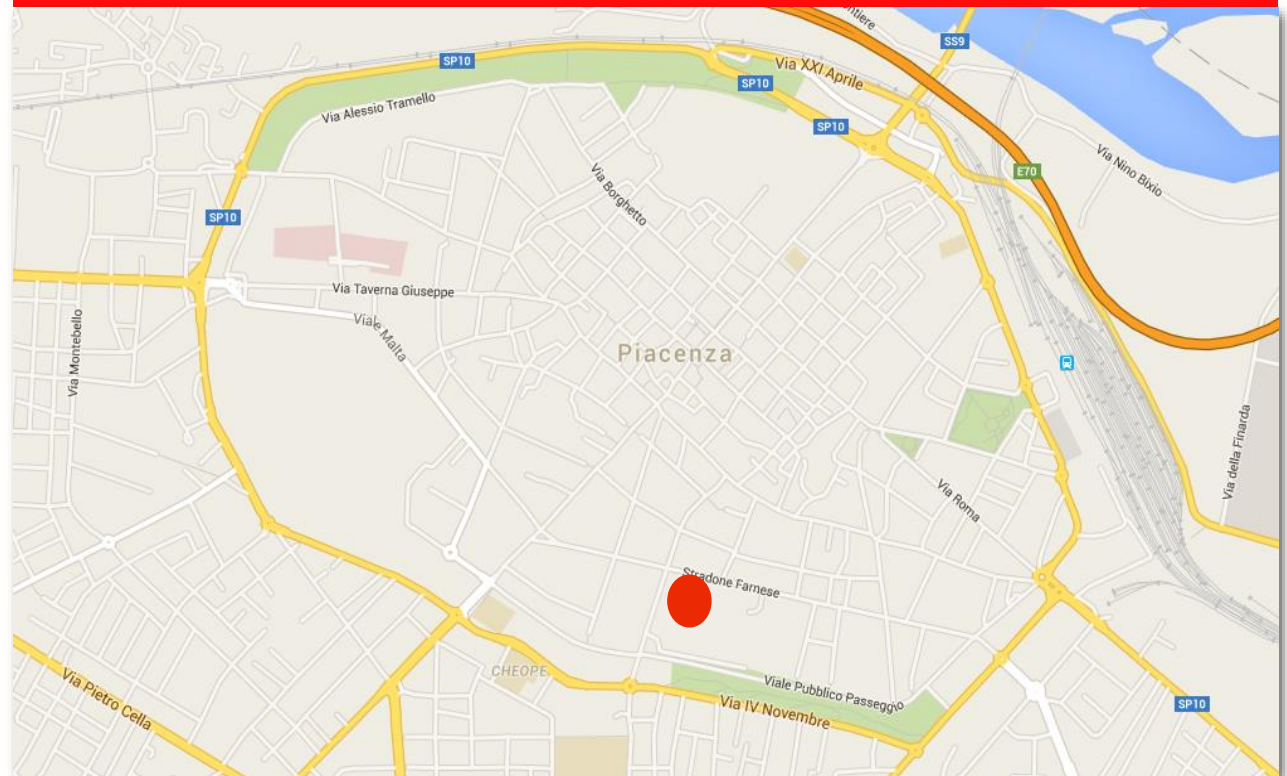 SS9
SP10
Via XXI Aprile
SP10
Via Alessio Tramello
SP10
Via Nino Bixio
E70
Via Borghetto
SP10
Via Taverna Giuseppe
Viale Malta
Via Montebello
Piacenza
Via della Finarda
Via Roma
Stradone Farnese
CHEOPE
Viale Pubblico Passeggio
Via Pietro Cella
Via IV Novembre
SP10